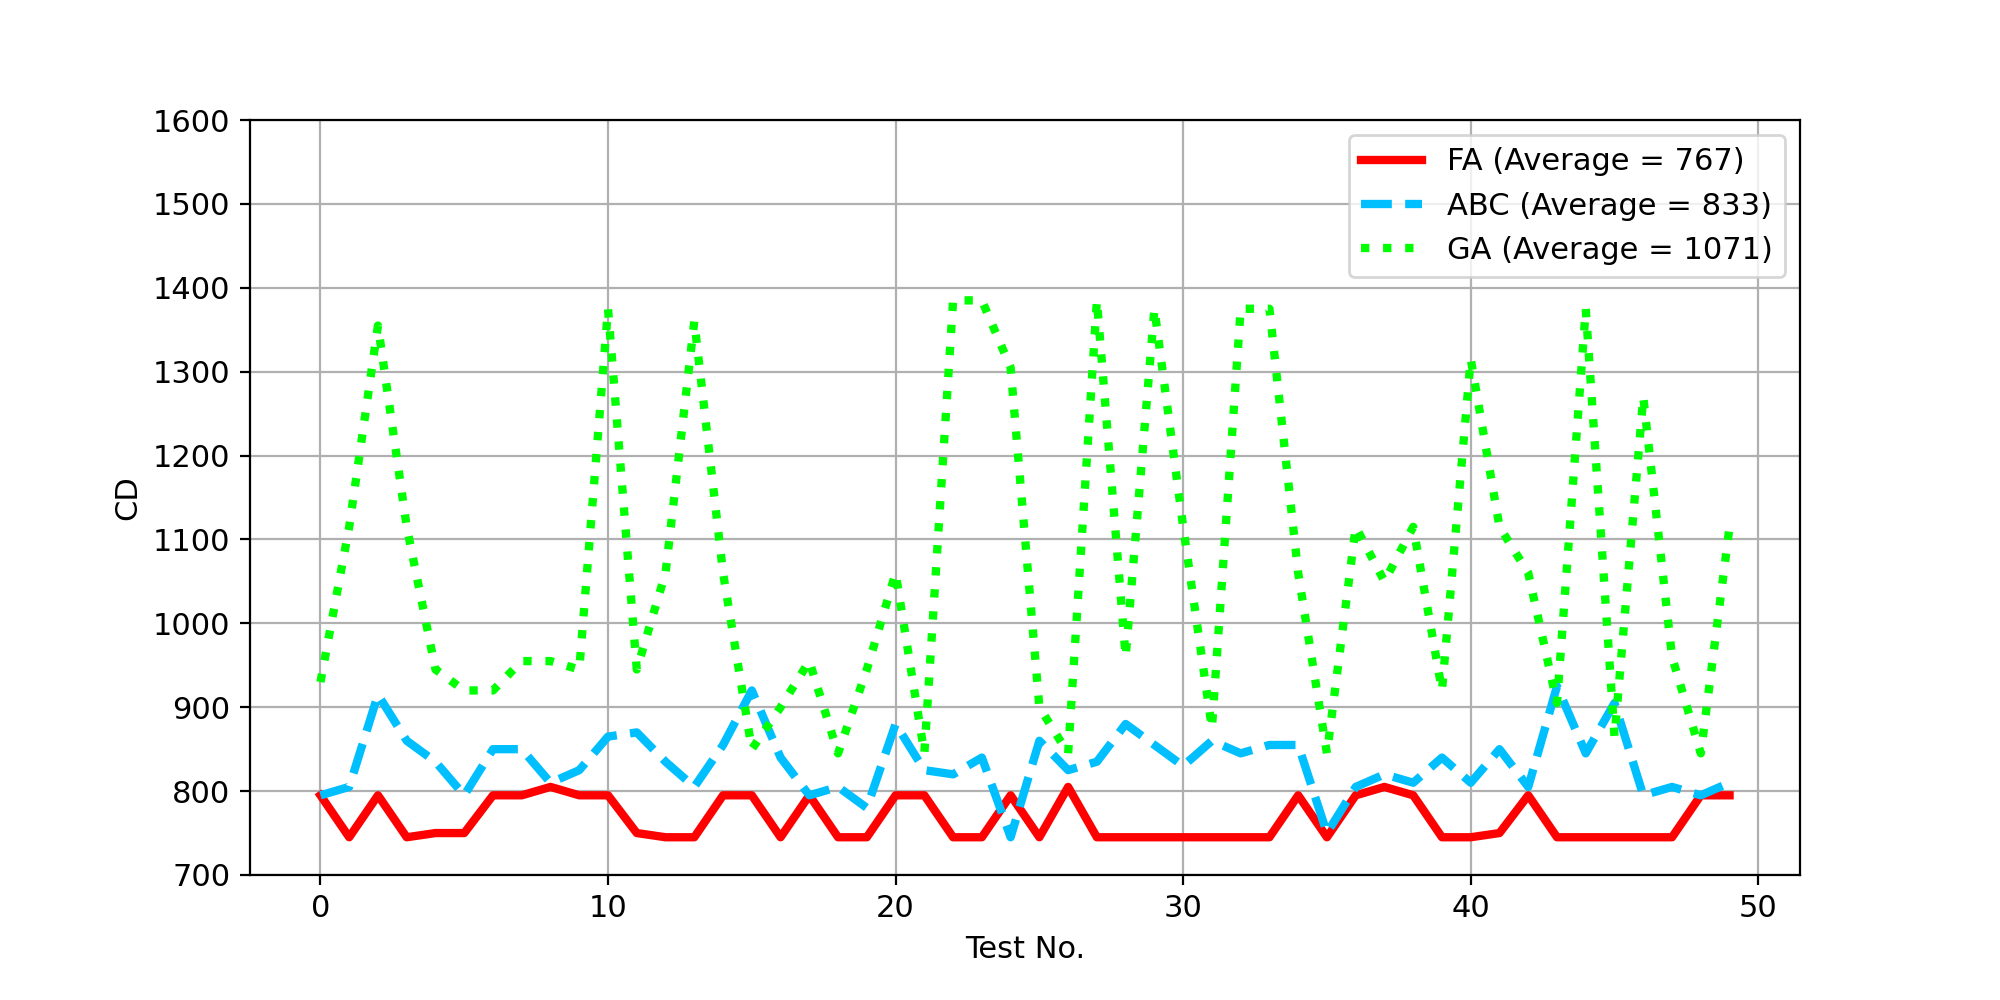 1600
1500
1400
1300
1200
1100
1000
900
800
700
CD
0 10 20 30 40 50
Test No.
FA (Average = 767)
ABC (Average = 833)
GA (Average = 1071)